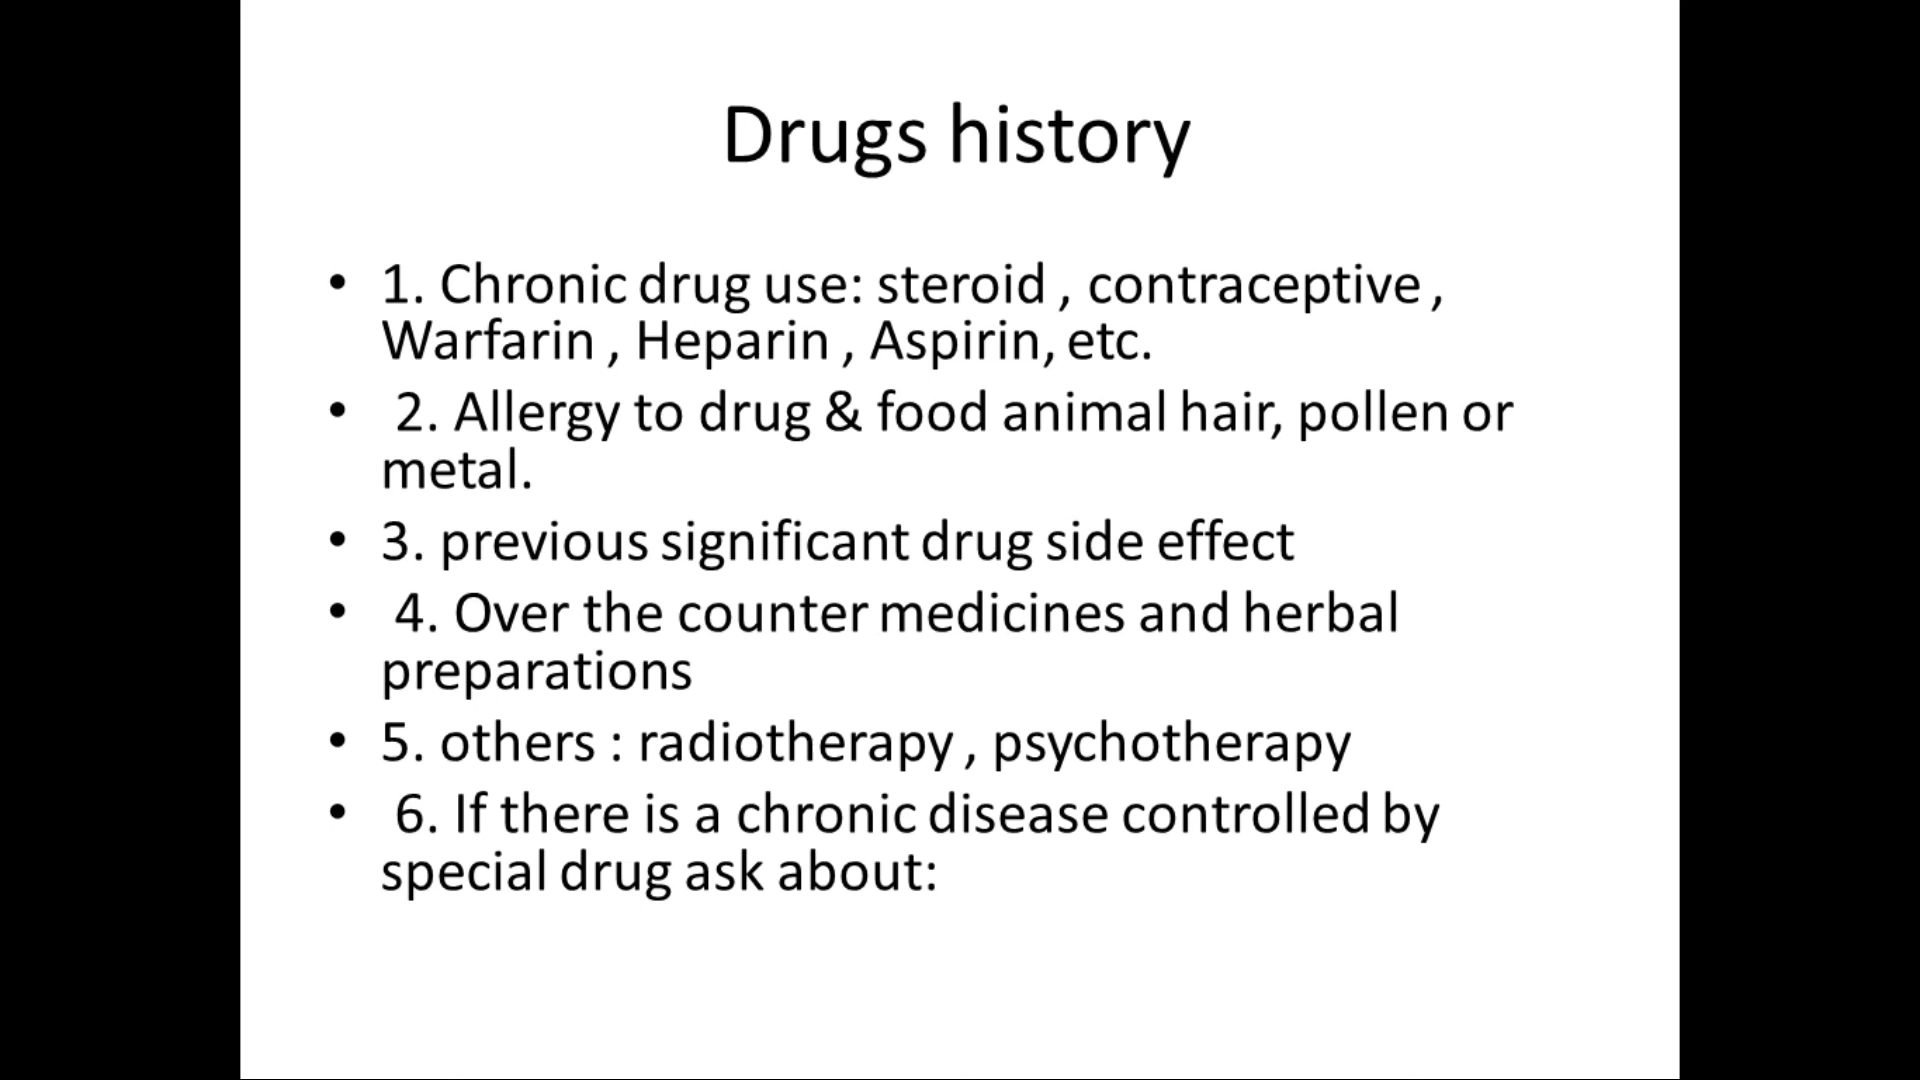 Drugs history
• 1. Chronic drug use: steroid , contraceptive ,
Warfarin , Heparin , Aspirin, etc.
• 2. Allergy to drug & food animal hair, pollen or
metal.
• 3. previous significant drug side effect
• 4. Over the counter medicines and herbal
preparations
• 5. others : radiotherapy , psychotherapy
• 6. If there is a chronic disease controlled by
special drug ask about: